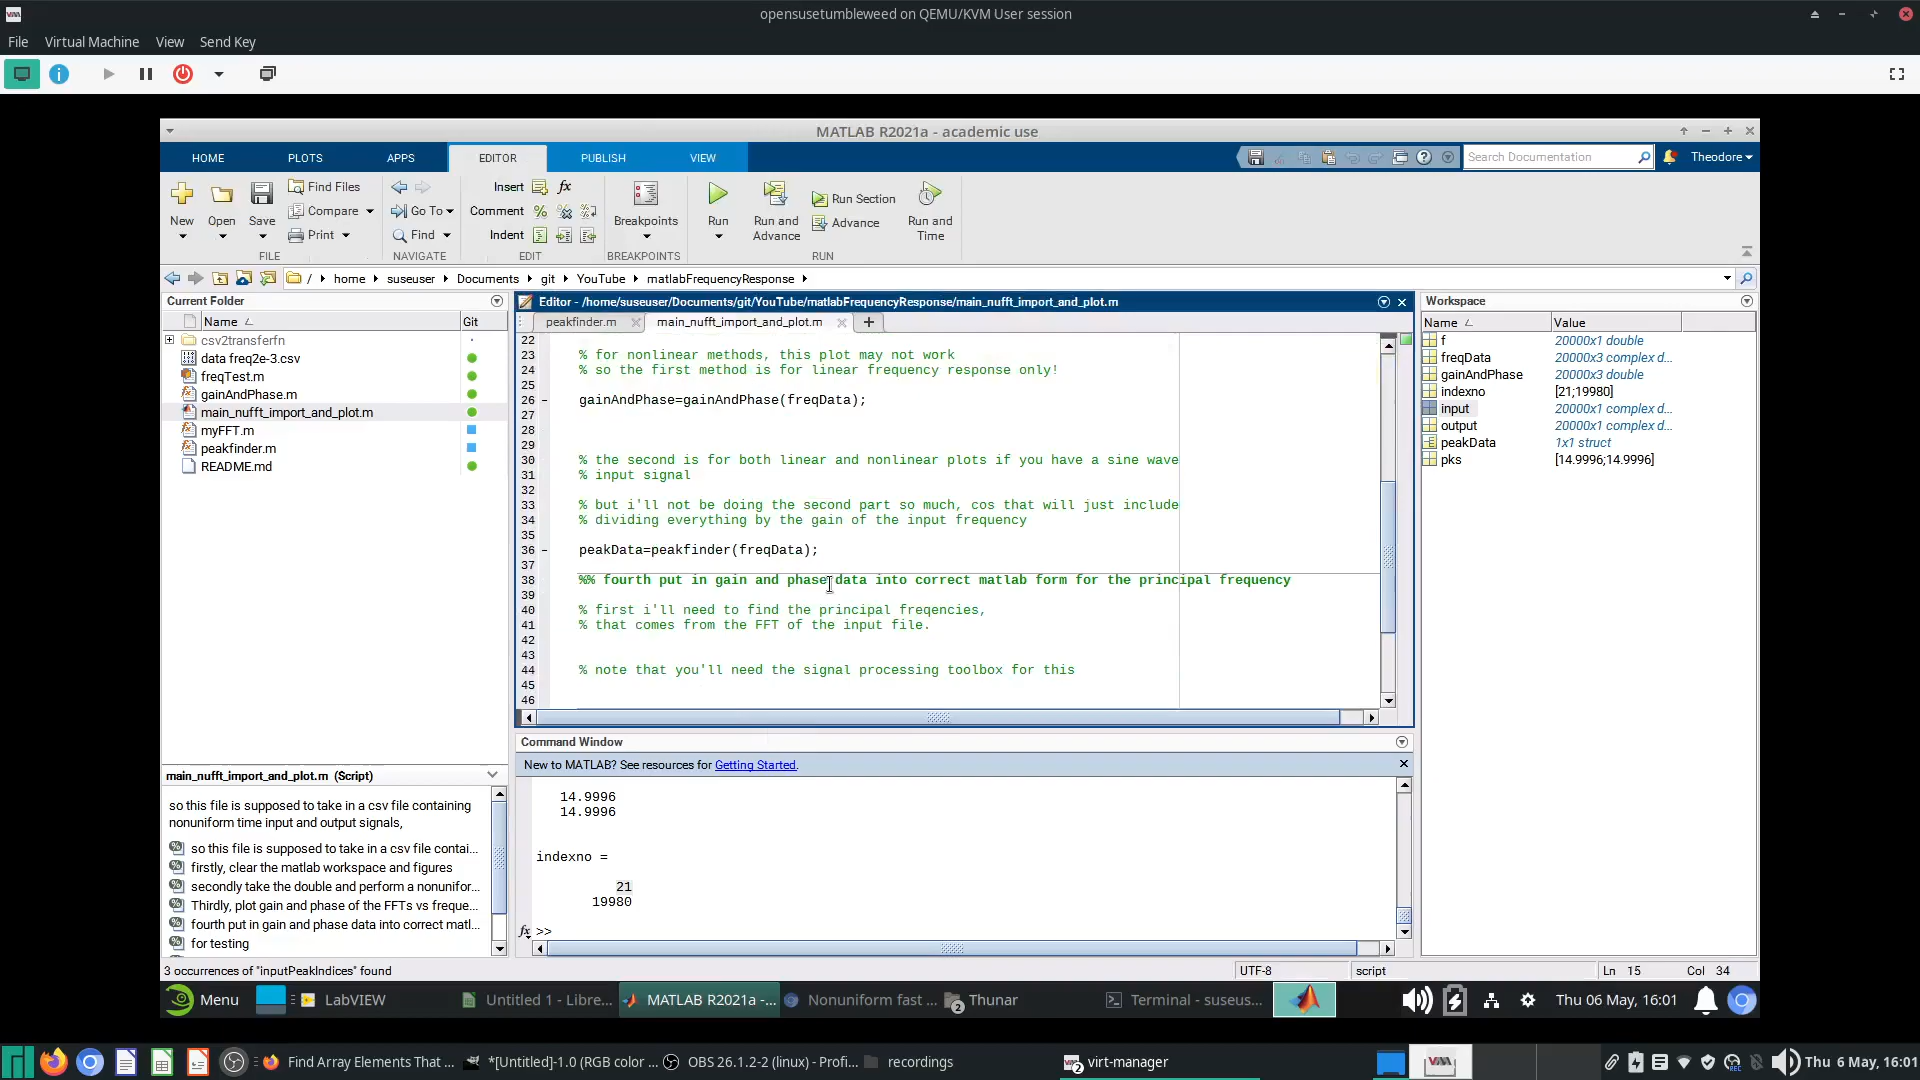 opensusetumbleweed on QEMU/KVM User session
File Virtual Machine View Send Key
MATLAB R2021a - academic use
HOME PLOTS APPS EDITOR PUBLISH VIEW
Search Documentation
Theodore
New
Open
Save
Find Files
Compare
Print
FILE
Go To
Find
NAVIGATE
Insert
Comment
Indent
EDIT
Breakpoints
BREAKPOINTS
Run
Run and Advance
Run Section
Advance
Run and Time
RUN
/ home suseuser Documents git YouTube matlabFrequencyResponse
Current Folder
Name Git
csv2transferfn
data freq2e-3.csv
freqTest.m
gainAndPhase.m
main_nufft_import_and_plot.m
myFFT.m
peakfinder.m
README.md
main_nufft_import_and_plot.m (Script)
so this file is supposed to take in a csv file containing
nonuniform time input and output signals,
so this file is supposed to take in a csv file contai...
firstly, clear the matlab workspace and figures
secondly take the double and perform a nonunifor...
Thirdly, plot gain and phase of the FFTs vs freque...
fourth put in gain and phase data into correct matl...
for testing
Editor - /home/suseuser/Documents/git/YouTube/matlabFrequencyResponse/main_nufft_import_and_plot.m
peakfinder.m main_nufft_import_and_plot.m
22
23 % for nonlinear methods, this plot may not work
24 % so the first method is for linear frequency response only!
25
26 – gainAndPhase=gainAndPhase(freqData);
27
28
29
30 % the second is for both linear and nonlinear plots if you have a sine wave
31 % input signal
32
33 % but i'll not be doing the second part so much, cos that will just include
34 % dividing everything by the gain of the input frequency
35
36 – peakData=peakfinder(freqData);
37
38 %% fourth put in gain and phase data into correct matlab form for the principal frequency
39
40 % first i'll need to find the principal freqencies,
41 % that comes from the FFT of the input file.
42
43
44 % note that you'll need the signal processing toolbox for this
45
46
Command Window
New to MATLAB? See resources for Getting Started.
14.9996
14.9996
indexno =
21
19980
fx >>
Workspace
Name Value
f 20000x1 double
freqData 20000x3 complex d...
gainAndPhase 20000x3 double
indexno [21;19980]
input 20000x1 complex d...
output 20000x1 complex d...
peakData 1x1 struct
pks [14.9996;14.9996]
3 occurrences of "inputPeakIndices" found
UTF-8 script Ln 15 Col 34
Menu LabVIEW Untitled 1 - Libre... MATLAB R2021a -... Nonuniform fast ... 2 Thunar Terminal - suseus... Thu 06 May, 16:01
Find Array Elements That ... *[Untitled]-1.0 (RGB color ... OBS 26.1.2-2 (linux) - Profi... recordings 2 virt-manager Thu 6 May, 16:01